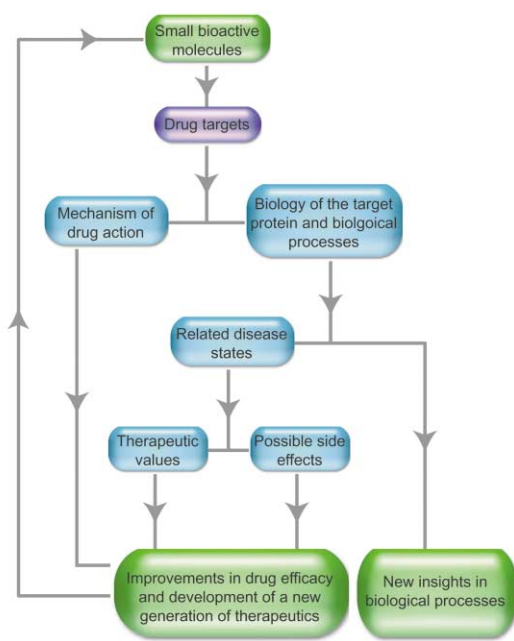 Small bioactive
molecules
Drug targets
Mechanism of
drug action
Biology of the target
protein and biolgoical
processes
Related disease
states
Therapeutic
values
Possible side
effects
Improvements in drug efficacy
and development of a new
generation of therapeutics
New insights in
biological processes